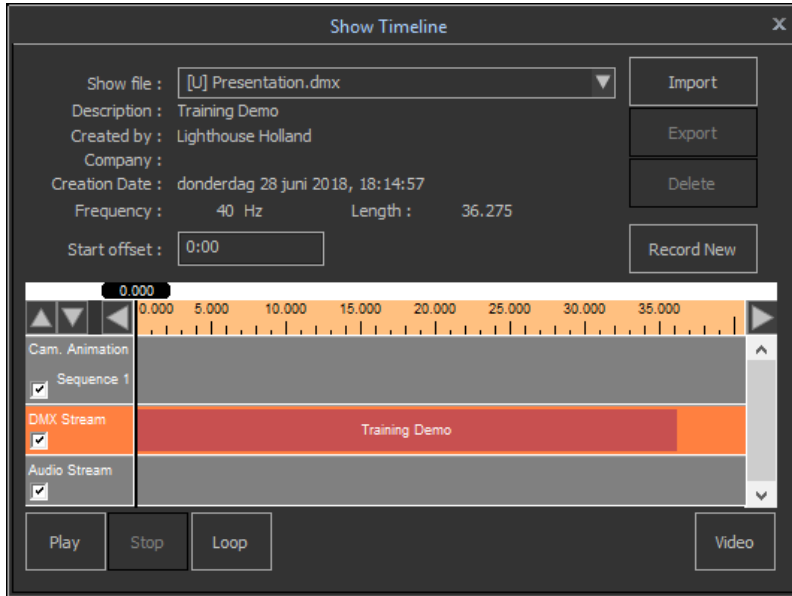 Show Timeline x
Show file : [U] Presentation.dmx Import
Description : Training Demo
Created by : Lighthouse Holland Export
Company :
Creation Date : donderdag 28 juni 2018, 18:14:57 Delete
Frequency : 40 Hz Length : 36.275
Start offset : 0:00 Record New
0.000
0.000 5.000 10.000 15.000 20.000 25.000 30.000 35.000
Cam. Animation
Sequence 1
DMX Stream
Training Demo
Audio Stream
Play Stop Loop Video